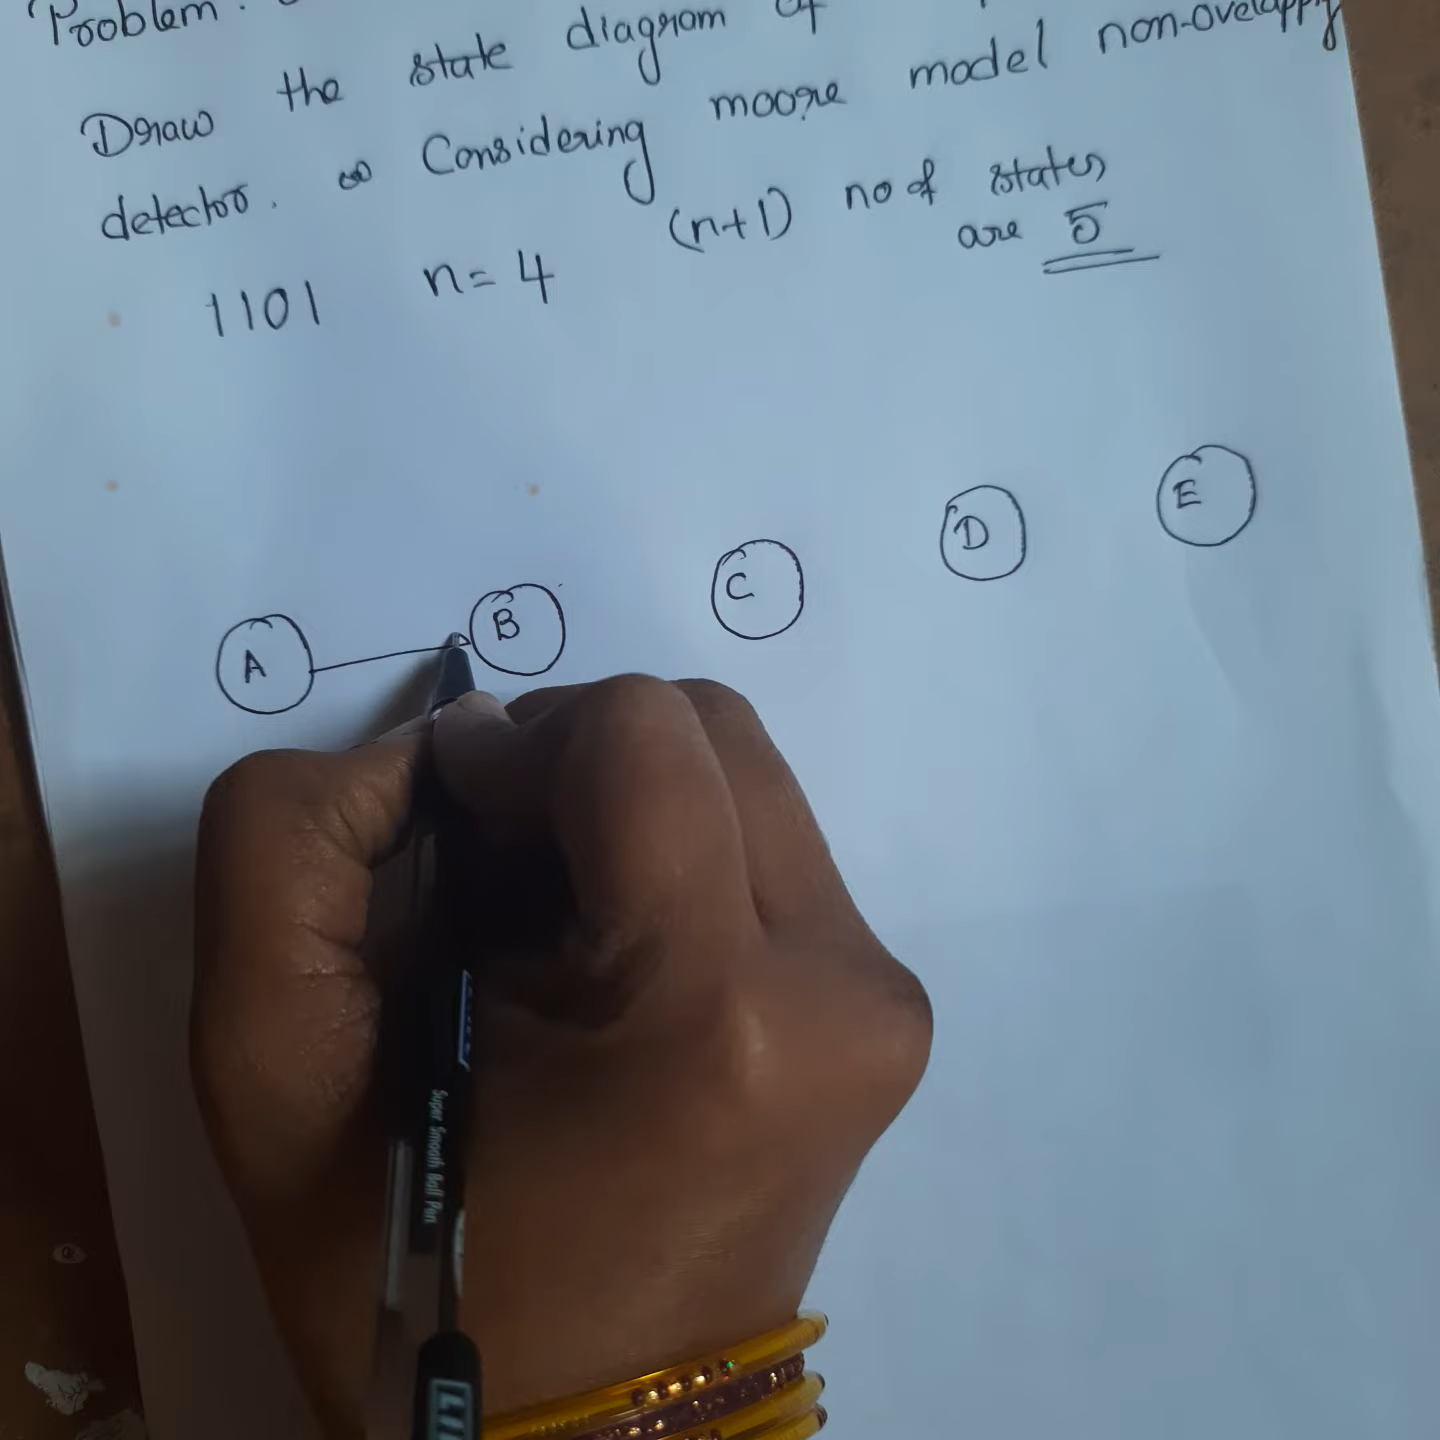 Problem:
Draw the state diagram of
detector. Considering moore model non-overlappy
1101 n=4 (n+1) no of states
are 5
A B C D E
Super Smooth Ball Pen